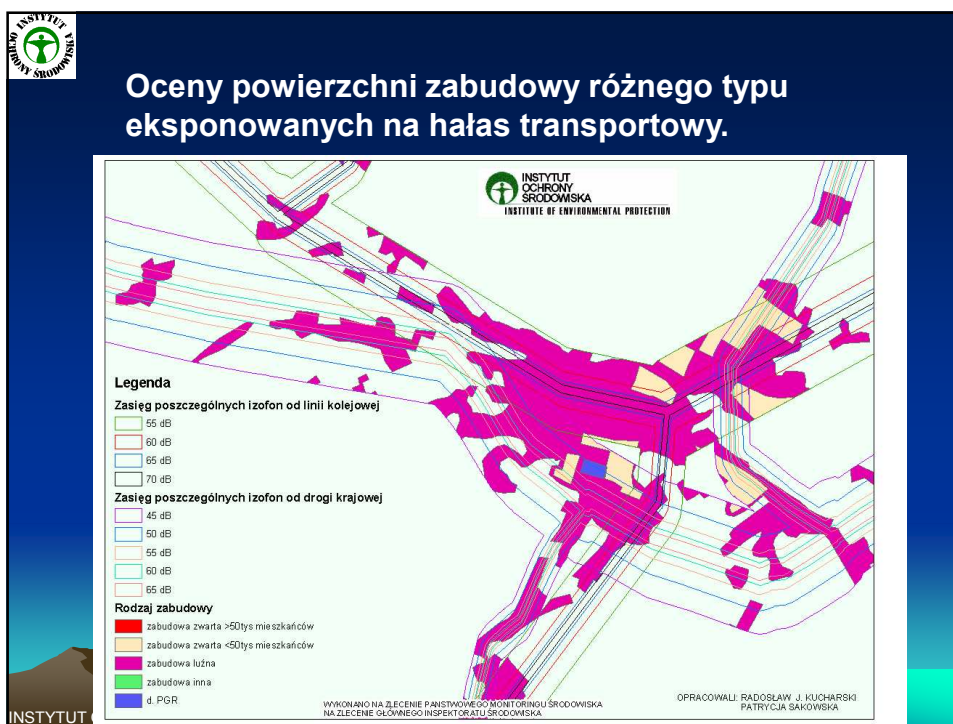 INSTYTUT OCHRONY ŚRODOWISKA
Oceny powierzchni zabudowy różnego typu
eksponowanych na hałas transportowy.
INSTYTUT
OCHRONY
ŚRODOWISKA
INSTITUTE OF ENVIRONMENTAL PROTECTION
Legenda
Zasięg poszczególnych izofon od linii kolejowej
55 dB
60 dB
65 dB
70 dB
Zasięg poszczególnych izofon od drogi krajowej
45 dB
50 dB
55 dB
60 dB
65 dB
Rodzaj zabudowy
zabudowa zwarta >50tys mieszkańców
zabudowa zwarta <50tys mieszkańców
zabudowa luźna
zabudowa inna
d. PGR
WYKONANO NA ZLECENIE PAŃSTWOWEGO MONITORINGU ŚRODOWISKA
NA ZLECENIE GŁÓWNEGO INSPEKTORATU ŚRODOWISKA
OPRACOWALI: RADOSŁAW J. KUCHARSKI
PATRYCJA SAKOWSKA
INSTYTUT